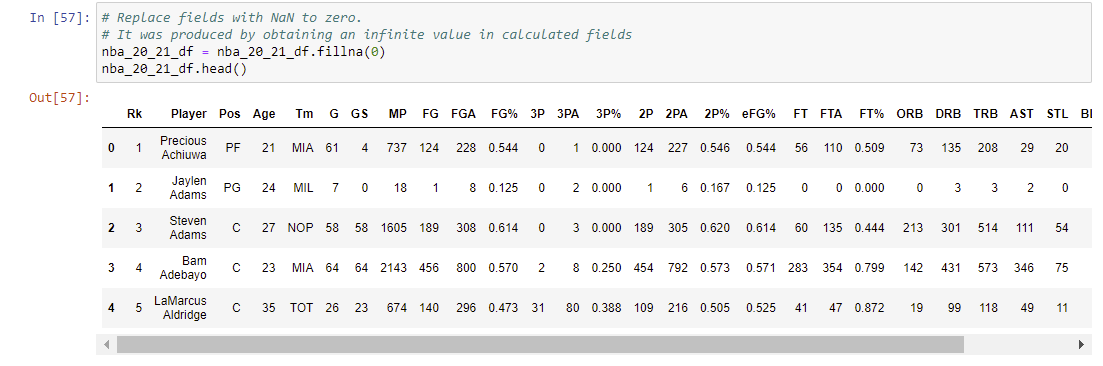 In [57]: # Replace fields with NaN to zero.
# It was produced by obtaining an infinite value in calculated fields
nba_20_21_df = nba_20_21_df.fillna(0)
nba_20_21_df.head()
Out[57]:
Rk Player Pos Age Tm G GS MP FG FGA FG% 3P 3PA 3P% 2P 2PA 2P% eFG% FT FTA FT% ORB DRB TRB AST STL
0 1 Precious Achiuwa PF 21 MIA 61 4 737 124 228 0.544 0 1 0.000 124 227 0.546 0.544 56 110 0.509 73 135 208 29 20
1 2 Jaylen Adams PG 24 MIL 7 0 18 1 8 0.125 0 2 0.000 1 6 0.167 0.125 0 0 0.000 0 3 3 2 0
2 3 Steven Adams C 27 NOP 58 58 1605 189 308 0.614 0 3 0.000 189 305 0.620 0.614 60 135 0.444 213 301 514 111 54
3 4 Bam Adebayo C 23 MIA 64 64 2143 456 800 0.570 2 8 0.250 454 792 0.573 0.571 283 354 0.799 142 431 573 346 75
4 5 LaMarcus Aldridge C 35 TOT 26 23 674 140 296 0.473 31 80 0.388 109 216 0.505 0.525 41 47 0.872 19 99 118 49 11